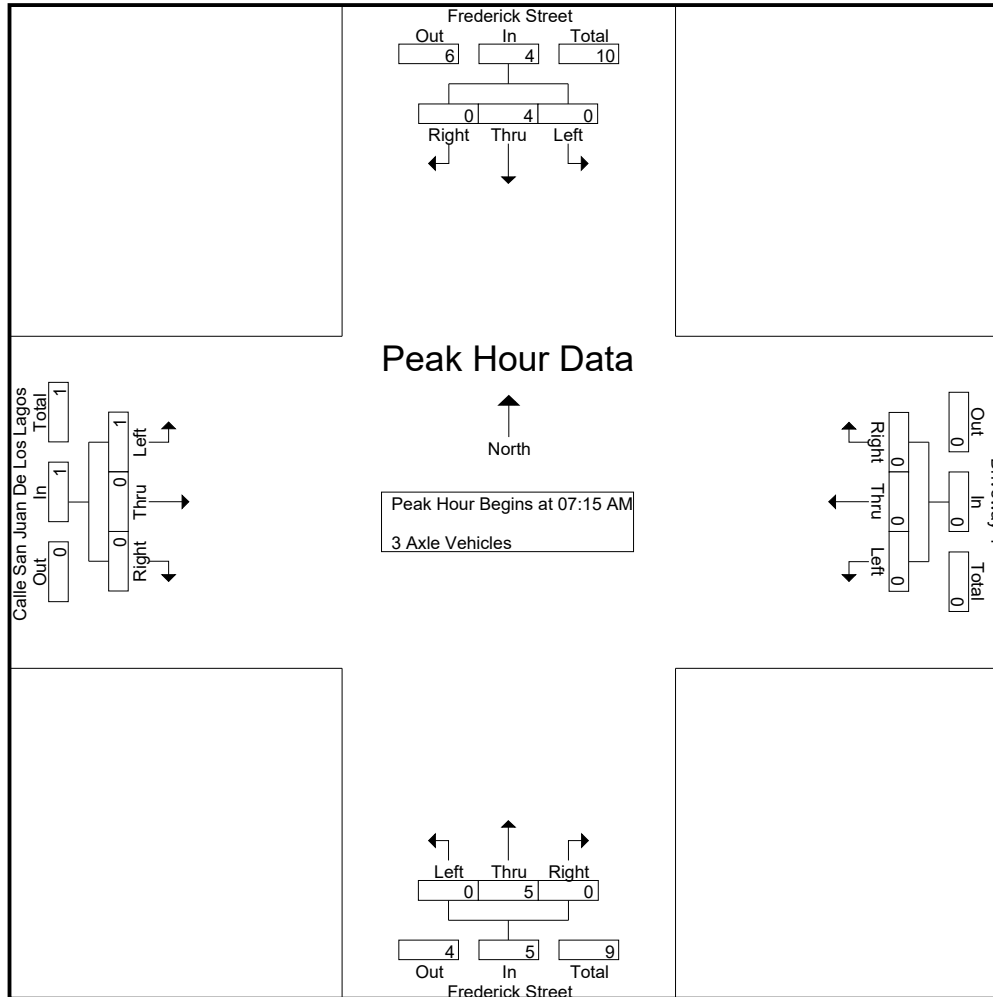 Frederick Street
Out In Total
6 4 10
0 4 0
Right Thru Left
Peak Hour Data
North
Peak Hour Begins at 07:15 AM
3 Axle Vehicles
Calle San Juan De Los Lagos
Out In Total
0 1 1
1 0 0
Left Thru Right
Out In Total
0 0 0
0 0 0
Right Thru Left
Left Thru Right
0 5 0
4 5 9
Out In Total
Frederick Street